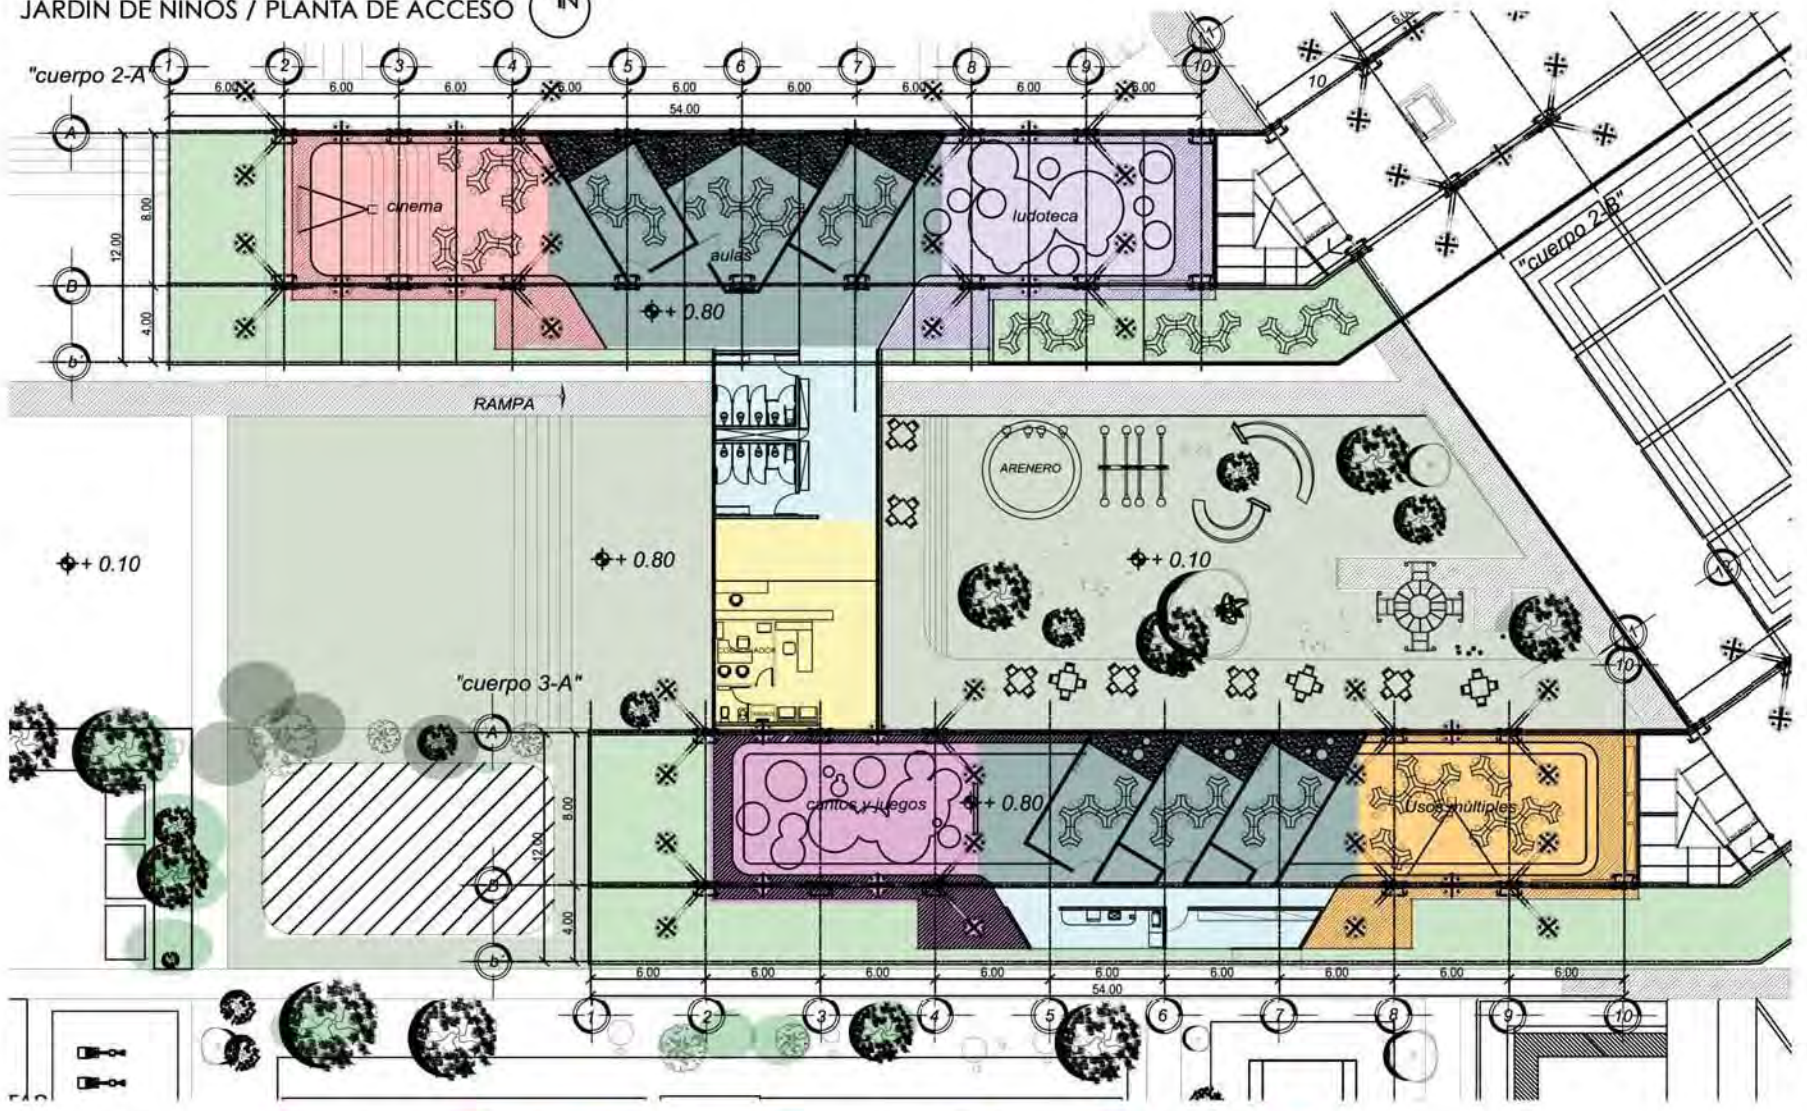 JARDIN DE NIÑOS / PLANTA DE ACCESO
N
"cuerpo 2-A"
1 2 3 4 5 6 7 8 9 10
6.00 6.00 6.00 6.00 6.00 6.00 6.00 6.00 6.00
54.00
6.00
10
A
8.00
12.00
cinema
aulas
ludoteca
"cuerpo 2-B"
B
4.00
+ 0.80
b'
RAMPA
ARENERO
+ 0.10
+ 0.80
+ 0.10
10
"cuerpo 3-A"
A
8.00
12.00
cantos y juegos
+ 0.80
Usos múltiples
B
4.00
b'
6.00 6.00 6.00 6.00 6.00 6.00 6.00 6.00 6.00
54.00
1 2 3 4 5 6 7 8 9 10